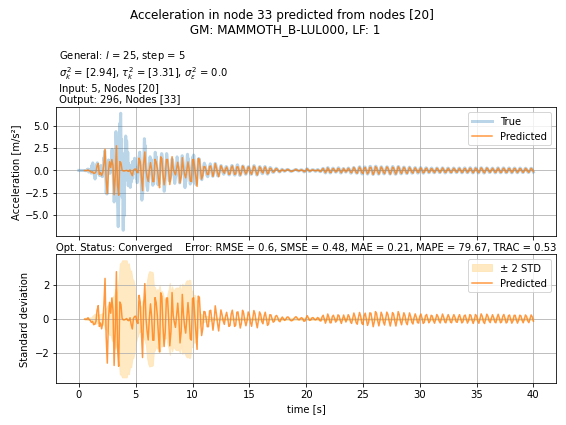 Acceleration in node 33 predicted from nodes [20]
GM: MAMMOTH_B-LUL000, LF: 1
General: l = 25, step = 5
σ²ₖ = [2.94], τ²ₖ = [3.31], σ²ε = 0.0
Input: 5, Nodes [20]
Output: 296, Nodes [33]
Acceleration [m/s²]
5.0
2.5
0.0
−2.5
−5.0
True
Predicted
Opt. Status: Converged Error: RMSE = 0.6, SMSE = 0.48, MAE = 0.21, MAPE = 79.67, TRAC = 0.53
Standard deviation
2
0
−2
± 2 STD
Predicted
0 5 10 15 20 25 30 35 40
time [s]